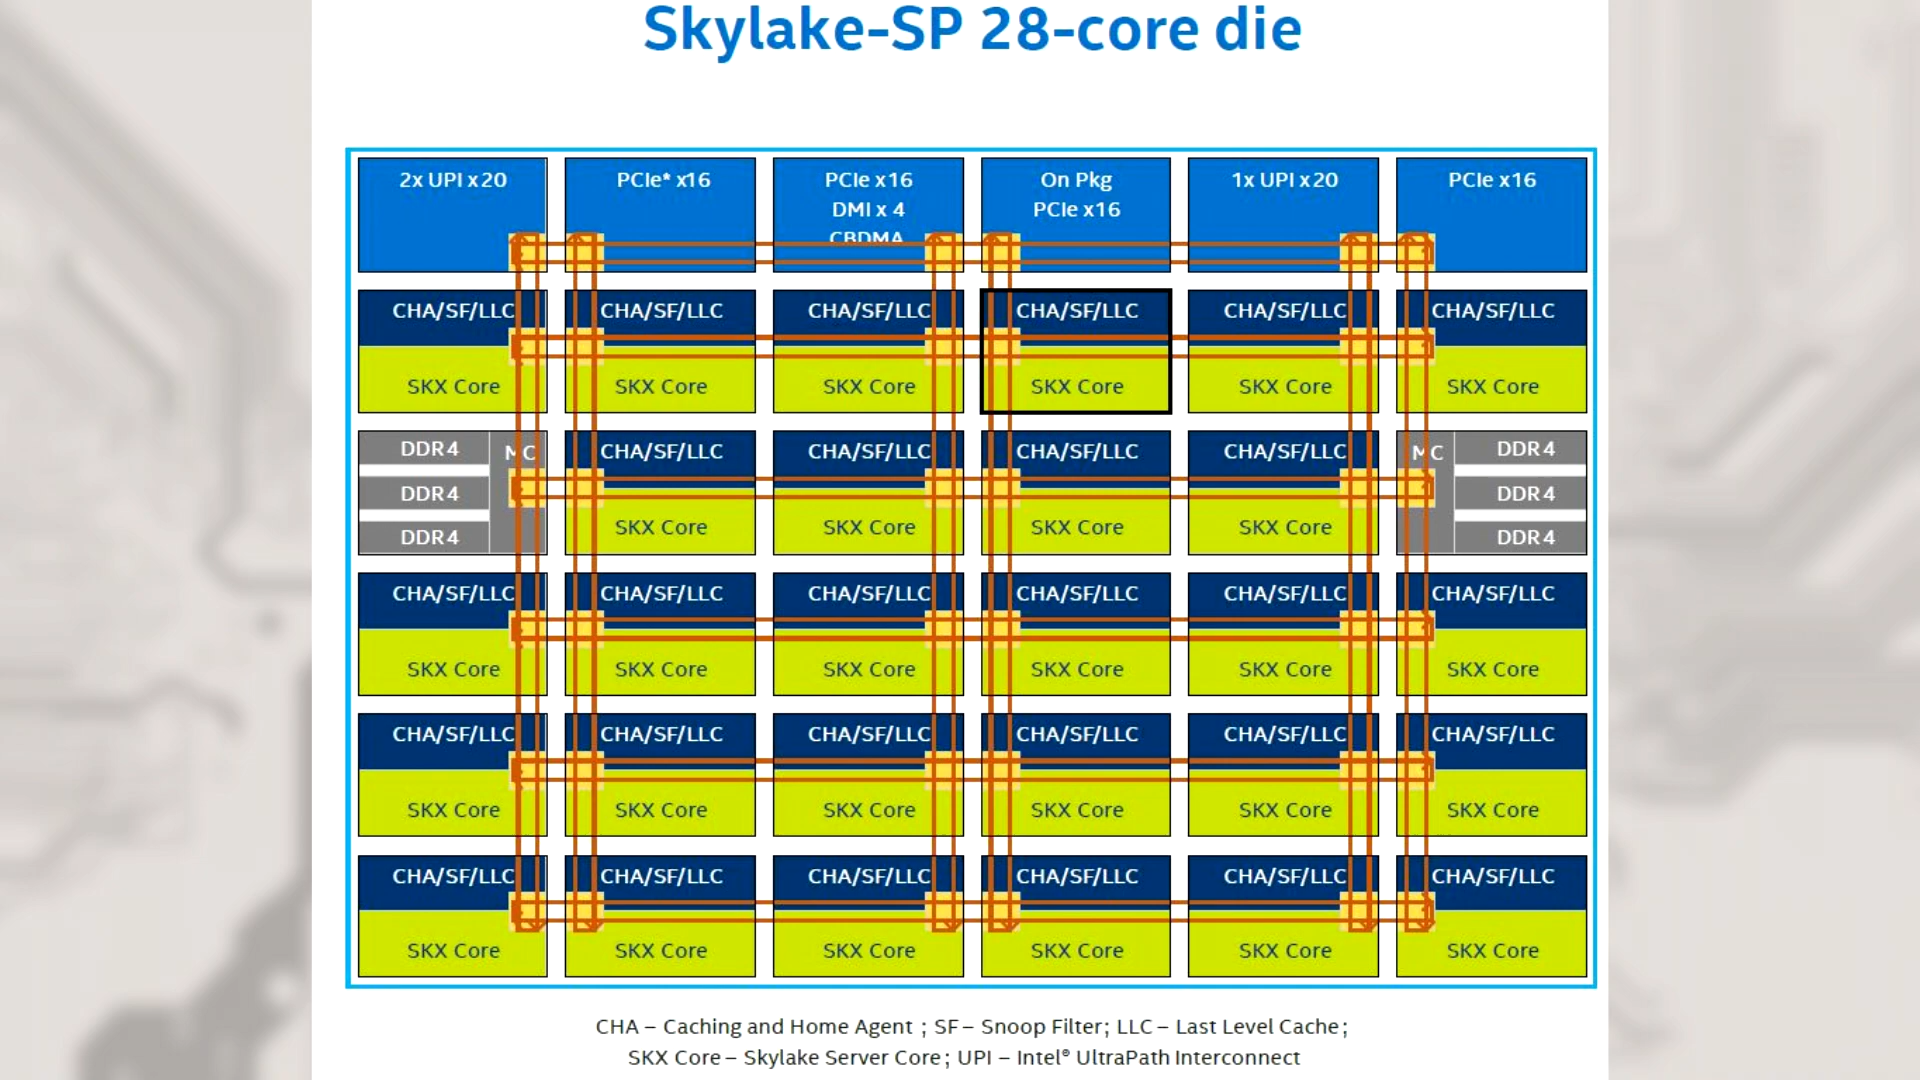 Skylake-SP 28-core die
2x UPI x20
PCIe* x16
PCIe x16
DMI x 4
CBDMA
On Pkg
PCIe x16
1x UPI x20
PCIe x16
CHA/SF/LLC
CHA/SF/LLC
CHA/SF/LLC
CHA/SF/LLC
CHA/SF/LLC
CHA/SF/LLC
SKX Core
SKX Core
SKX Core
SKX Core
SKX Core
SKX Core
DDR4
DDR4
DDR4
MC
CHA/SF/LLC
CHA/SF/LLC
CHA/SF/LLC
CHA/SF/LLC
SKX Core
SKX Core
SKX Core
SKX Core
MC
DDR4
DDR4
DDR4
CHA/SF/LLC
CHA/SF/LLC
CHA/SF/LLC
CHA/SF/LLC
CHA/SF/LLC
CHA/SF/LLC
SKX Core
SKX Core
SKX Core
SKX Core
SKX Core
SKX Core
CHA/SF/LLC
CHA/SF/LLC
CHA/SF/LLC
CHA/SF/LLC
CHA/SF/LLC
CHA/SF/LLC
SKX Core
SKX Core
SKX Core
SKX Core
SKX Core
SKX Core
CHA/SF/LLC
CHA/SF/LLC
CHA/SF/LLC
CHA/SF/LLC
CHA/SF/LLC
CHA/SF/LLC
SKX Core
SKX Core
SKX Core
SKX Core
SKX Core
SKX Core
CHA – Caching and Home Agent ; SF – Snoop Filter; LLC – Last Level Cache;
SKX Core – Skylake Server Core; UPI – Intel® UltraPath Interconnect